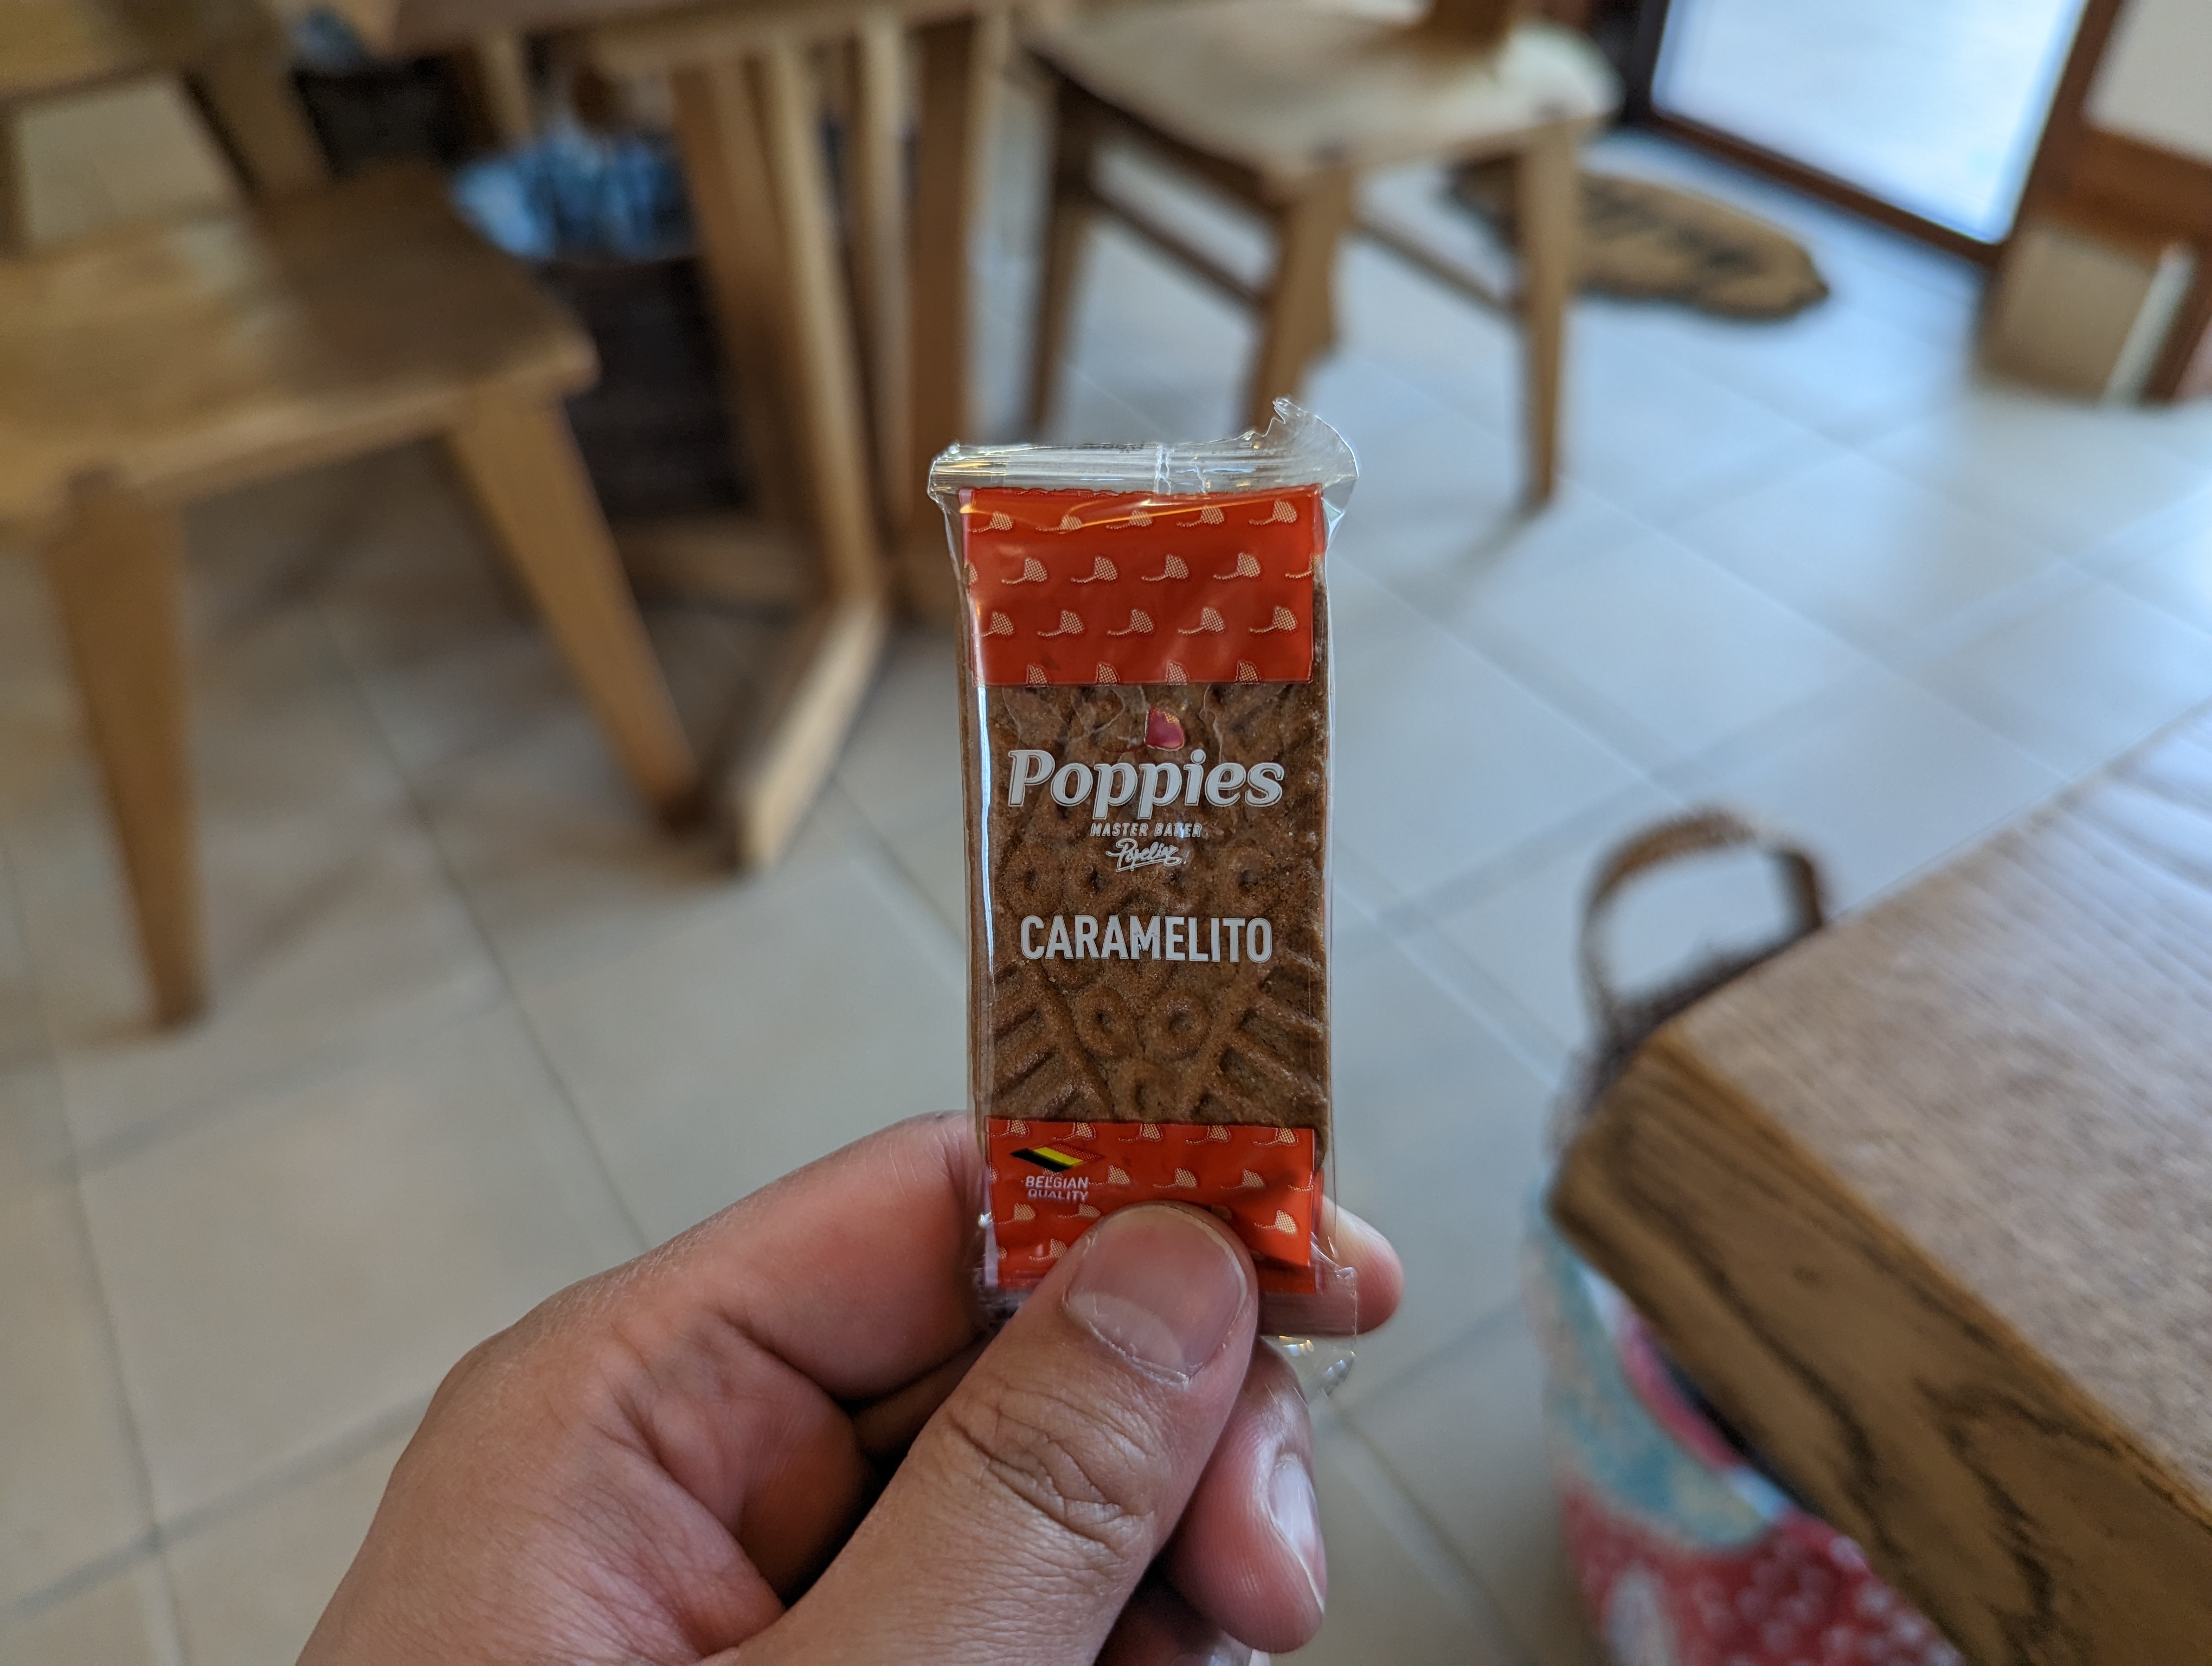 Poppies
MASTER BAKER
Popelier
CARAMELITO
BELGIAN
QUALITY